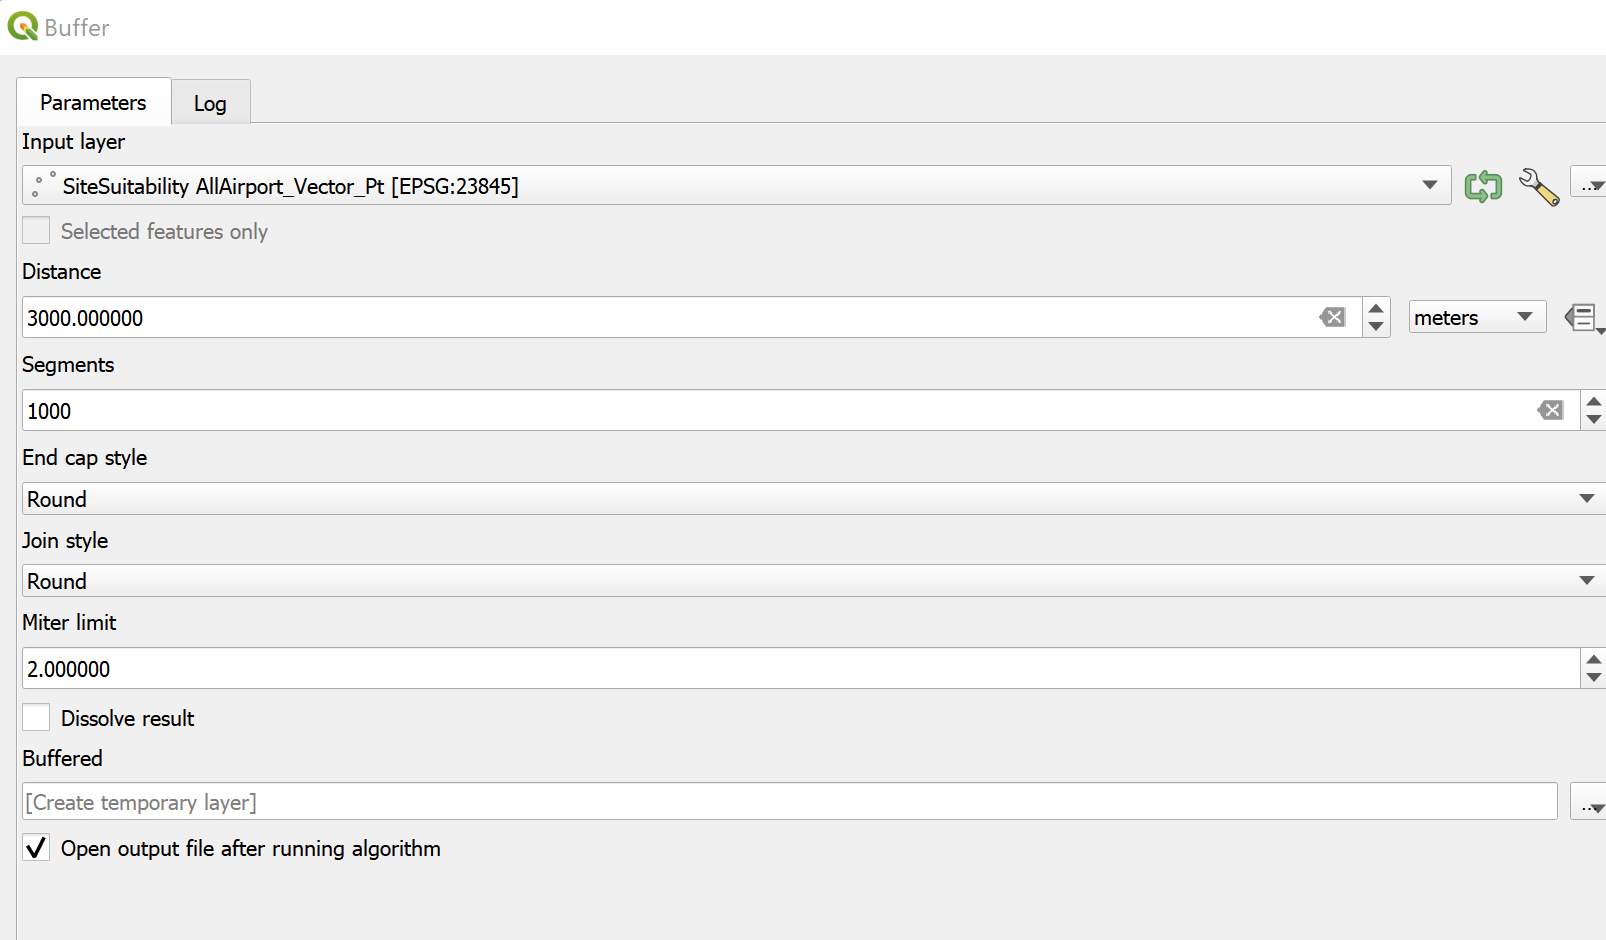 Buffer
Parameters Log
Input layer
SiteSuitability AllAirport_Vector_Pt [EPSG:23845]
...
Selected features only
Distance
3000.000000 meters
Segments
1000
End cap style
Round
Join style
Round
Miter limit
2.000000
Dissolve result
Buffered
[Create temporary layer]
...
Open output file after running algorithm